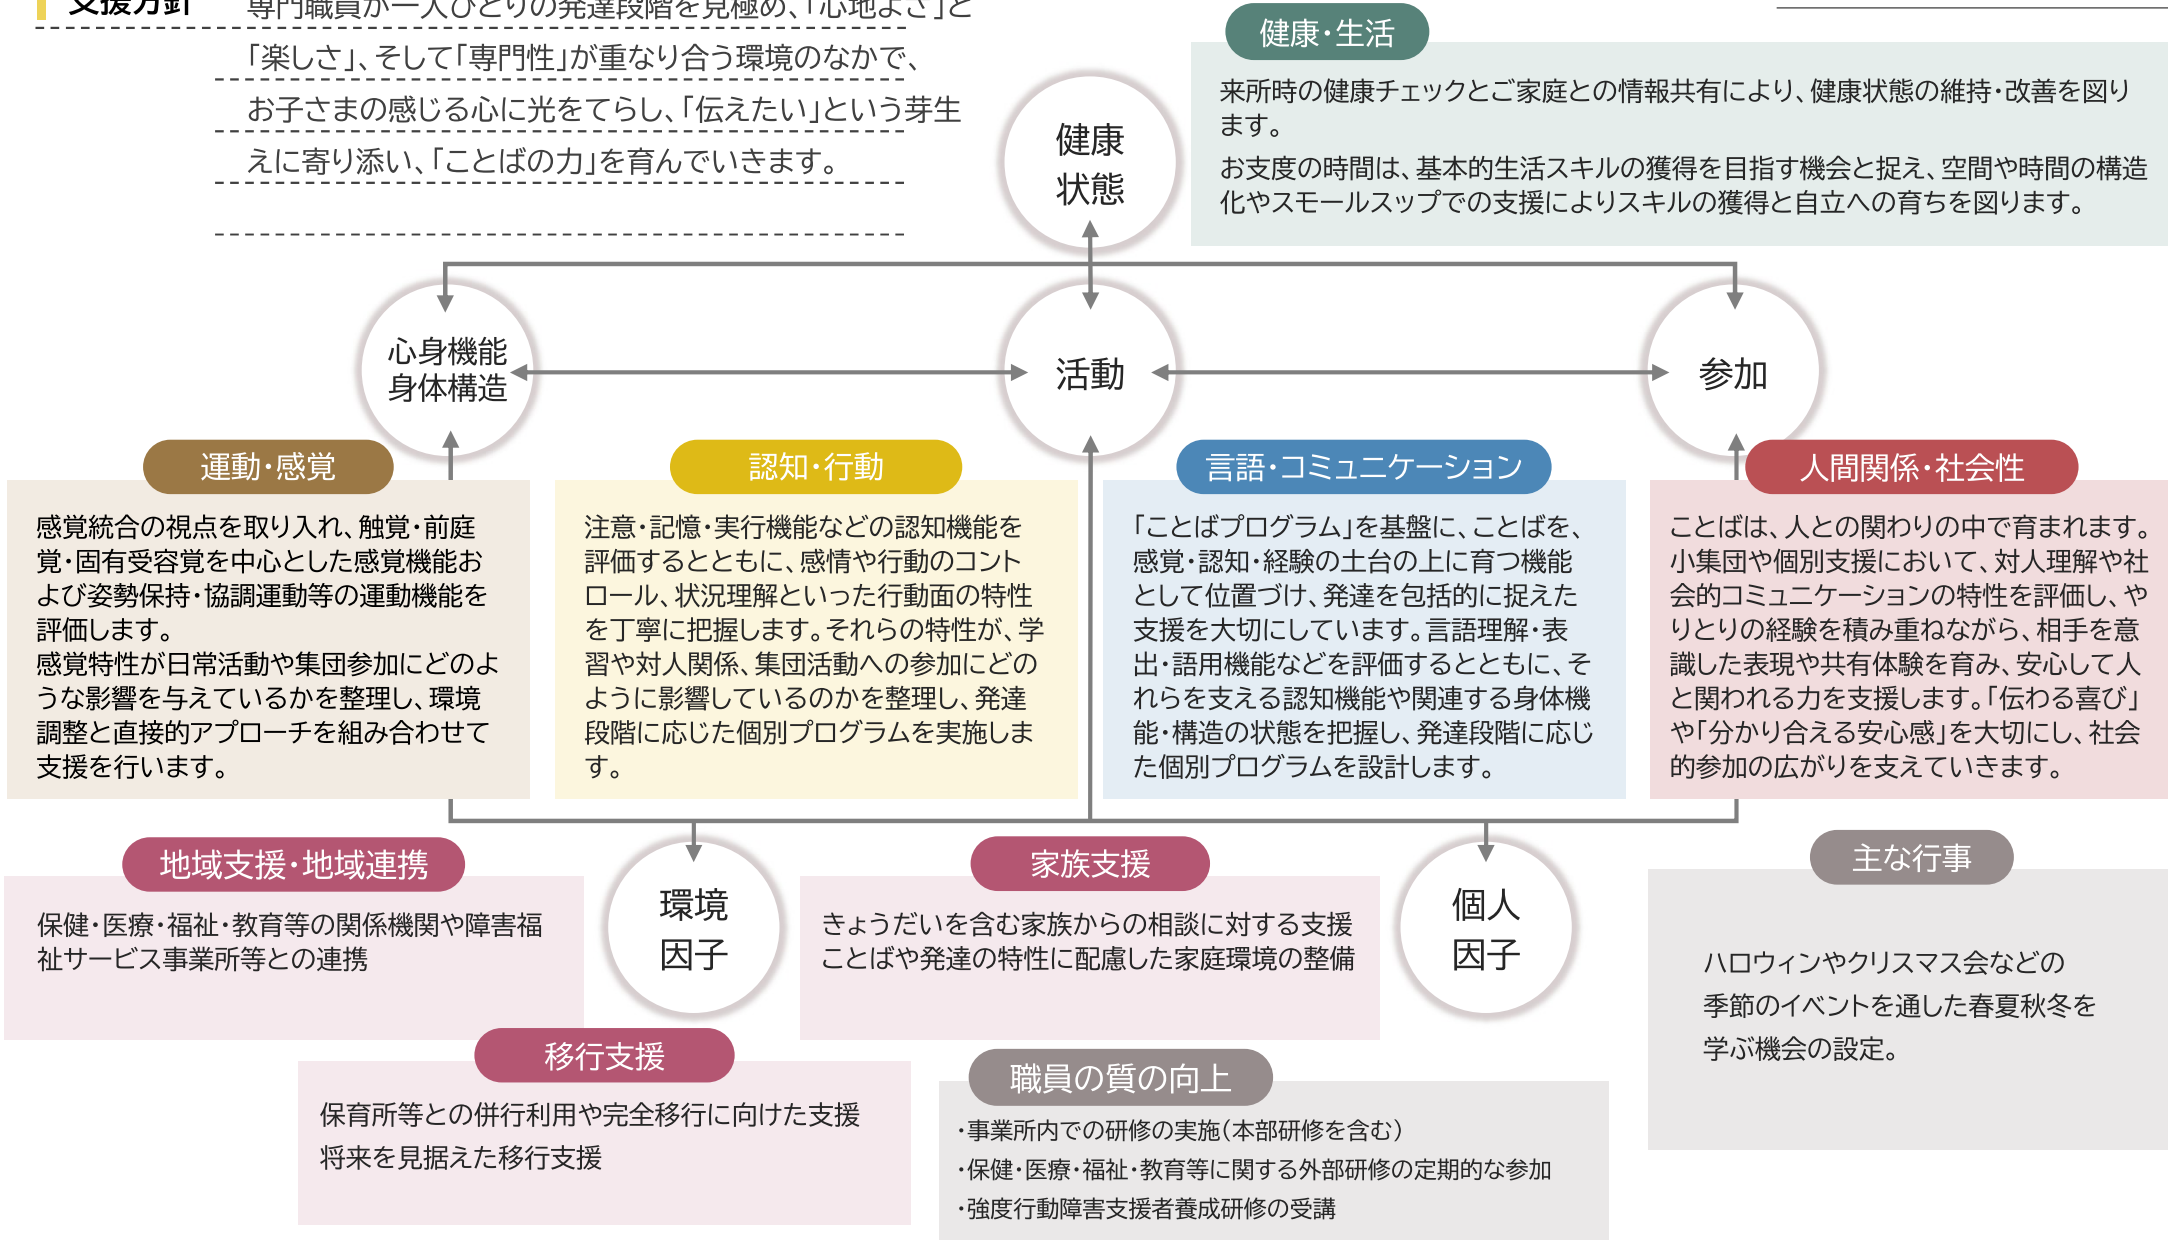 支援方針
専門職員が一人ひとりの発達段階を見極め、「心地よさ」と
「楽しさ」、そして「専門性」が重なり合う環境のなかで、
お子さまの感じる心に光をてらし、「伝えたい」という芽生
えに寄り添い、「ことばの力」を育んでいきます。
健康・生活
来所時の健康チェックとご家庭との情報共有により、健康状態の維持・改善を図り
ます。
お支度の時間は、基本的生活スキルの獲得を目指す機会と捉え、空間や時間の構造
化やスモールスップでの支援によりスキルの獲得と自立への育ちを図ります。
健康
状態
心身機能
身体構造
活動
参加
運動・感覚
感覚統合の視点を取り入れ、触覚・前庭
覚・固有受容覚を中心とした感覚機能お
よび姿勢保持・協調運動等の運動機能を
評価します。
感覚特性が日常活動や集団参加にどのよ
うな影響を与えているかを整理し、環境
調整と直接的アプローチを組み合わせて
支援を行います。
認知・行動
注意・記憶・実行機能などの認知機能を
評価するとともに、感情や行動のコント
ロール、状況理解といった行動面の特性
を丁寧に把握します。それらの特性が、学
習や対人関係、集団活動への参加にどの
ように影響しているのかを整理し、発達
段階に応じた個別プログラムを実施しま
す。
言語・コミュニケーション
「ことばプログラム」を基盤に、ことばを、
感覚・認知・経験の土台の上に育つ機能
として位置づけ、発達を包括的に捉えた
支援を大切にしています。言語理解・表
出・語用機能などを評価するとともに、そ
れらを支える認知機能や関連する身体機
能・構造の状態を把握し、発達段階に応じ
た個別プログラムを設計します。
人間関係・社会性
ことばは、人との関わりの中で育まれます。
小集団や個別支援において、対人理解や社
会的コミュニケーションの特性を評価し、や
りとりの経験を積み重ねながら、相手を意
識した表現や共有体験を育み、安心して人
と関われる力を支援します。「伝わる喜び」
や「分かり合える安心感」を大切にし、社会
的参加の広がりを支えていきます。
地域支援・地域連携
保健・医療・福祉・教育等の関係機関や障害福
祉サービス事業所等との連携
環境
因子
家族支援
きょうだいを含む家族からの相談に対する支援
ことばや発達の特性に配慮した家庭環境の整備
個人
因子
主な行事
ハロウィンやクリスマス会などの
季節のイベントを通した春夏秋冬を
学ぶ機会の設定。
移行支援
保育所等との併行利用や完全移行に向けた支援
将来を見据えた移行支援
職員の質の向上
・事業所内での研修の実施（本部研修を含む）
・保健・医療・福祉・教育等に関する外部研修の定期的な参加
・強度行動障害支援者養成研修の受講